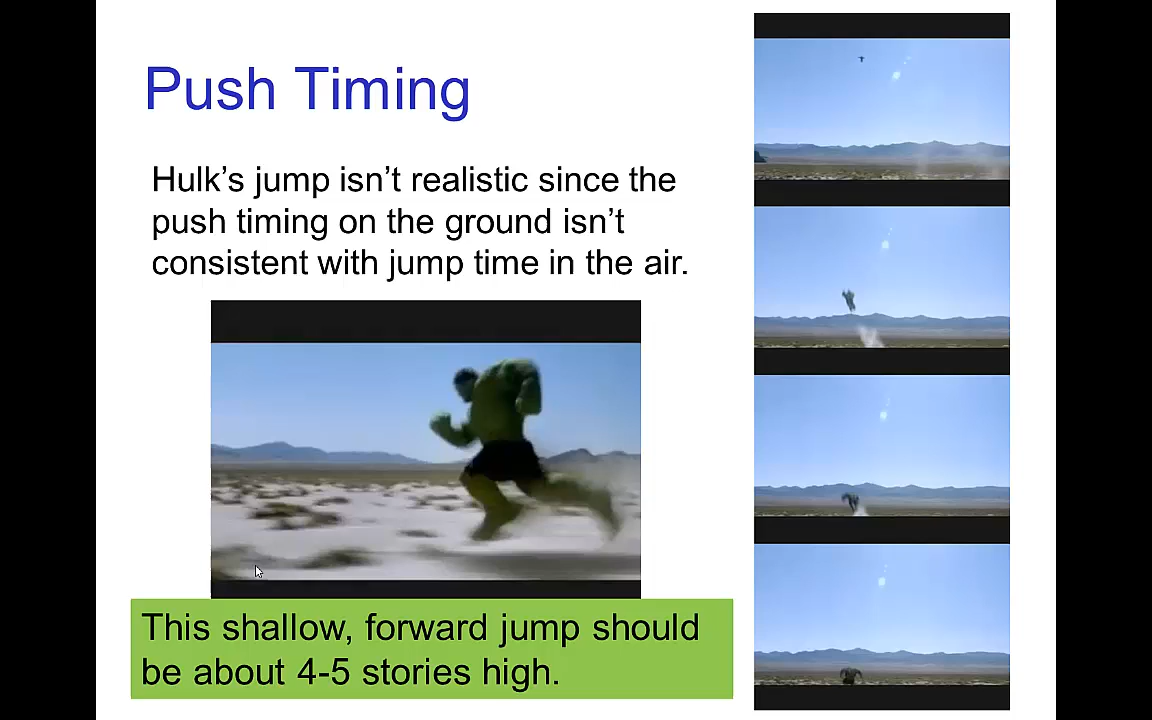 Push Timing
Hulk’s jump isn’t realistic since the
push timing on the ground isn’t
consistent with jump time in the air.
This shallow, forward jump should
be about 4-5 stories high.